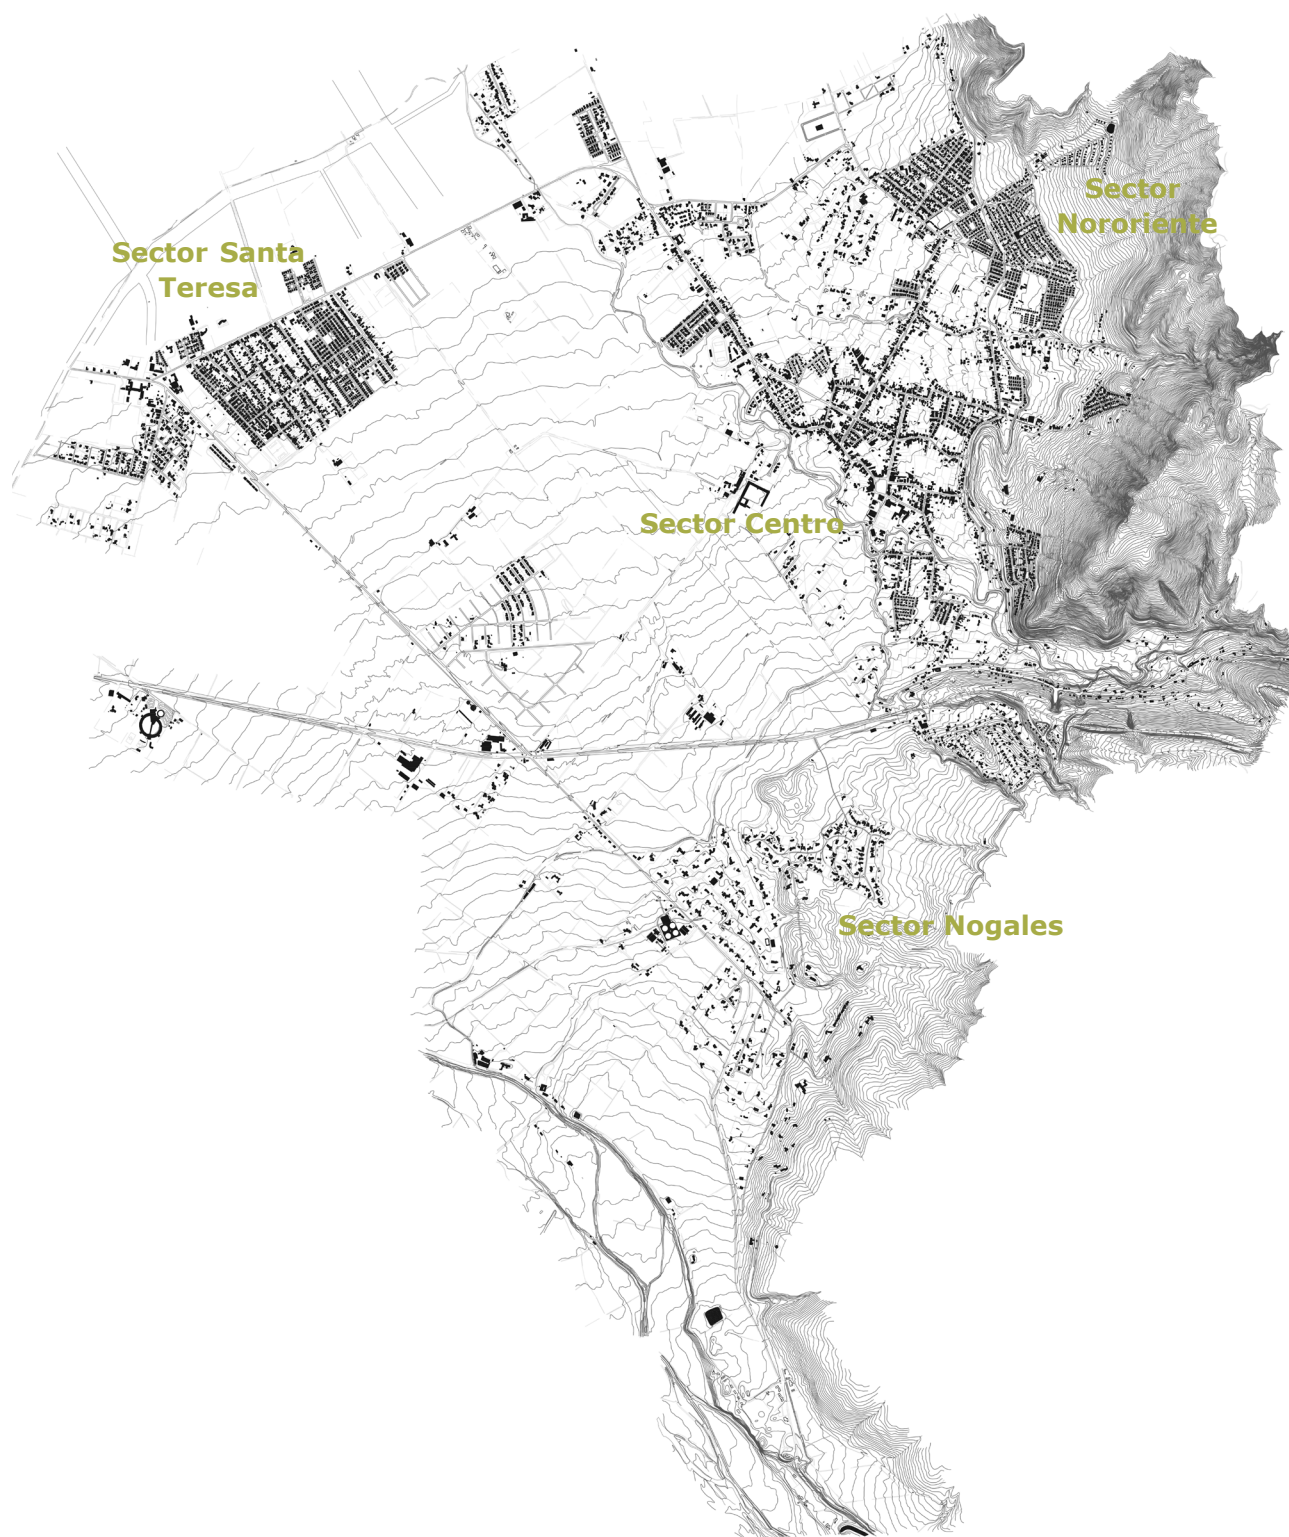 Sector
Nororiente
Sector Santa
Teresa
Sector Centro
Sector Nogales